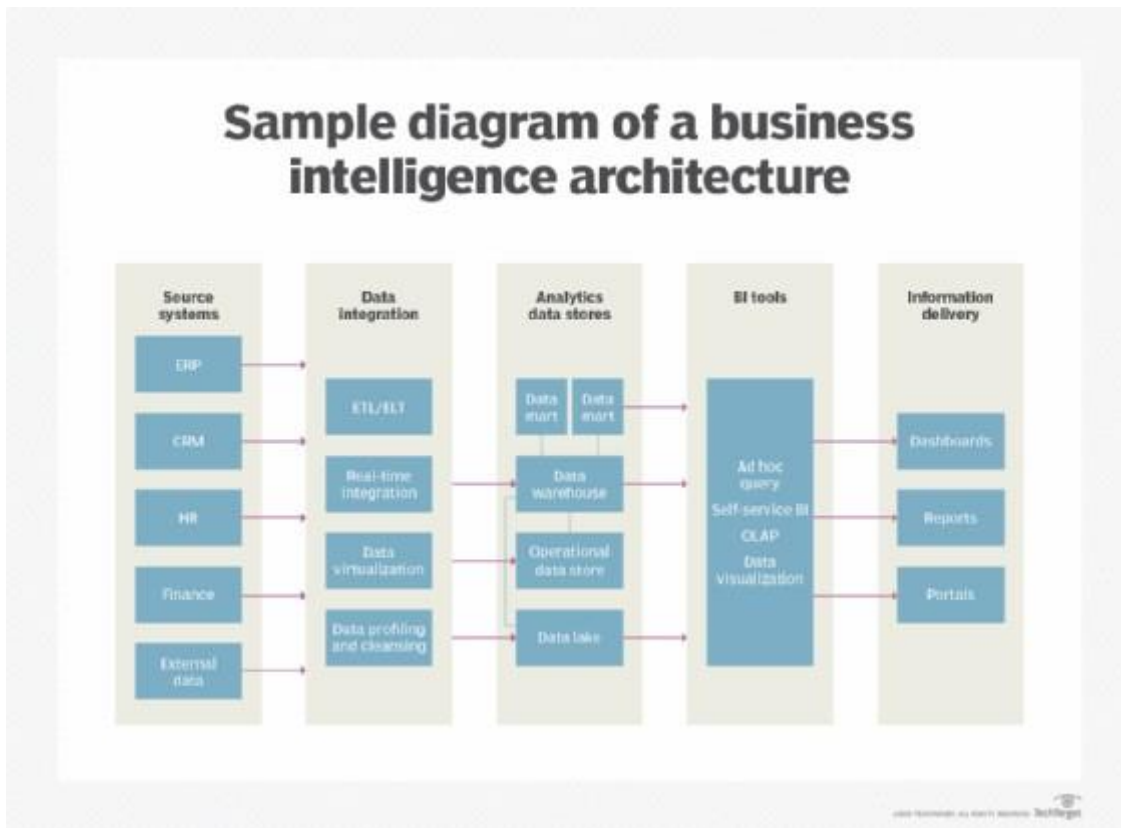 Sample diagram of a business
intelligence architecture
Source
systems
ERP
CRM
HR
Finance
External
data
Data
integration
ETL/ELT
Real-time
integration
Data
virtualization
Data profiling
and cleansing
Analytics
data stores
Data
mart
Data
mart
Data
warehouse
Operational
data store
Data lake
BI tools
Ad hoc
query
Self-service BI
OLAP
Data
visualization
Information
delivery
Dashboards
Reports
Portals
TechTarget